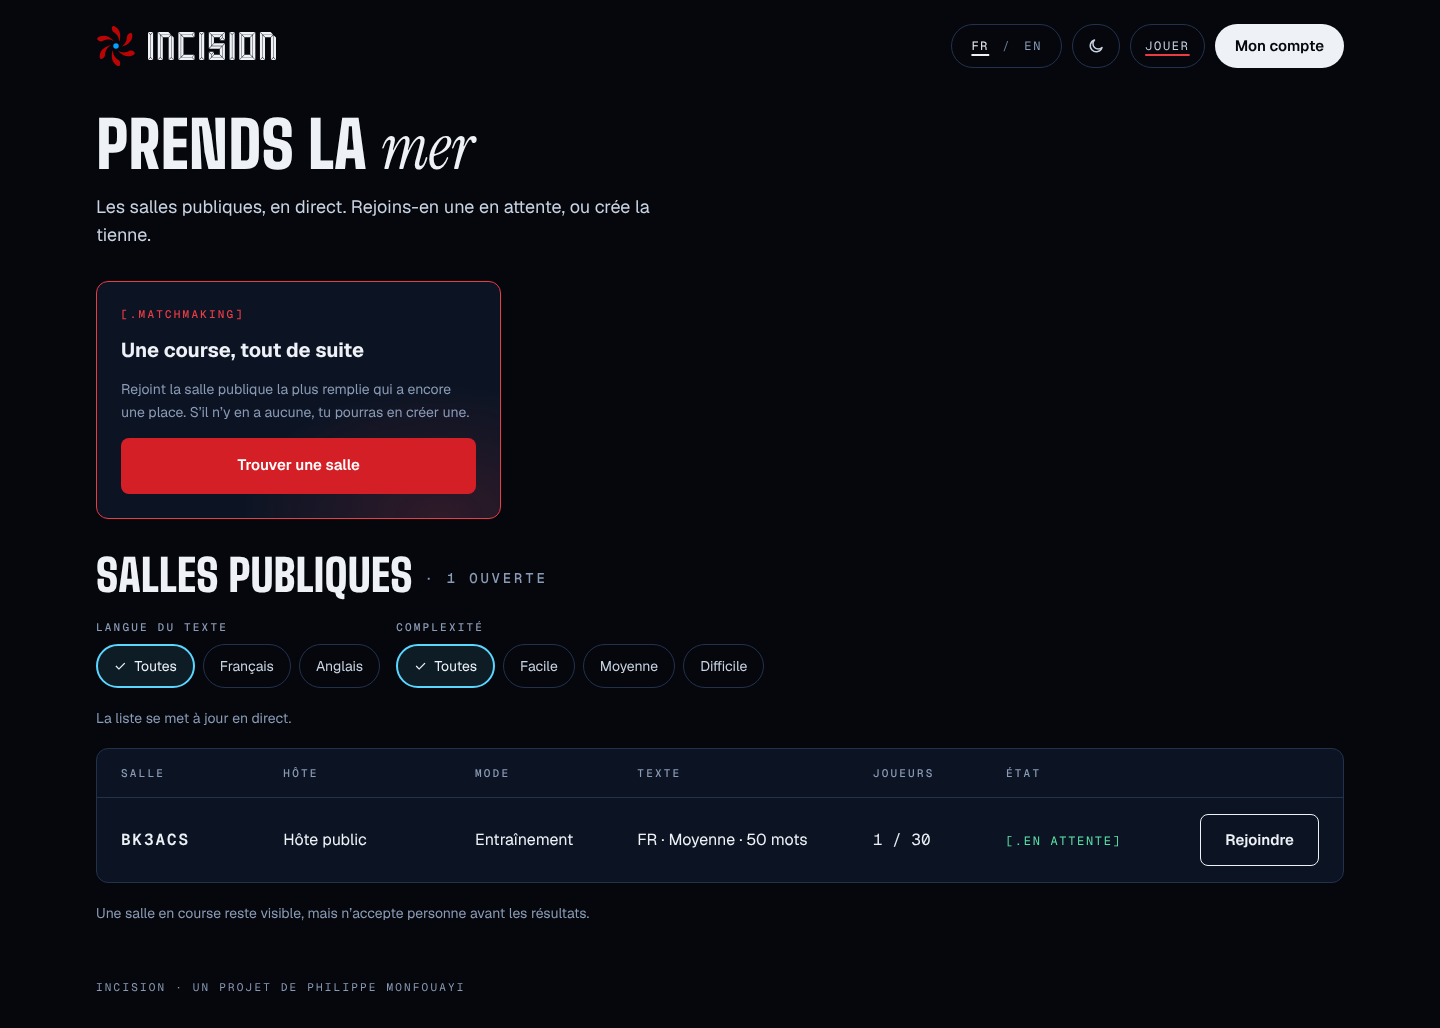 INCISION
FR / EN
JOUER
Mon compte
PRENDS LA mer
Les salles publiques, en direct. Rejoins-en une en attente, ou crée la
tienne.
[.MATCHMAKING]
Une course, tout de suite
Rejoint la salle publique la plus remplie qui a encore
une place. S’il n’y en a aucune, tu pourras en créer une.
Trouver une salle
SALLES PUBLIQUES · 1 OUVERTE
LANGUE DU TEXTE COMPLEXITÉ
✓ Toutes Français Anglais ✓ Toutes Facile Moyenne Difficile
La liste se met à jour en direct.
SALLE HÔTE MODE TEXTE JOUEURS ÉTAT
BK3ACS Hôte public Entraînement FR · Moyenne · 50 mots 1 / 30 [.EN ATTENTE] Rejoindre
Une salle en course reste visible, mais n’accepte personne avant les résultats.
INCISION · UN PROJET DE PHILIPPE MONFOUAYI